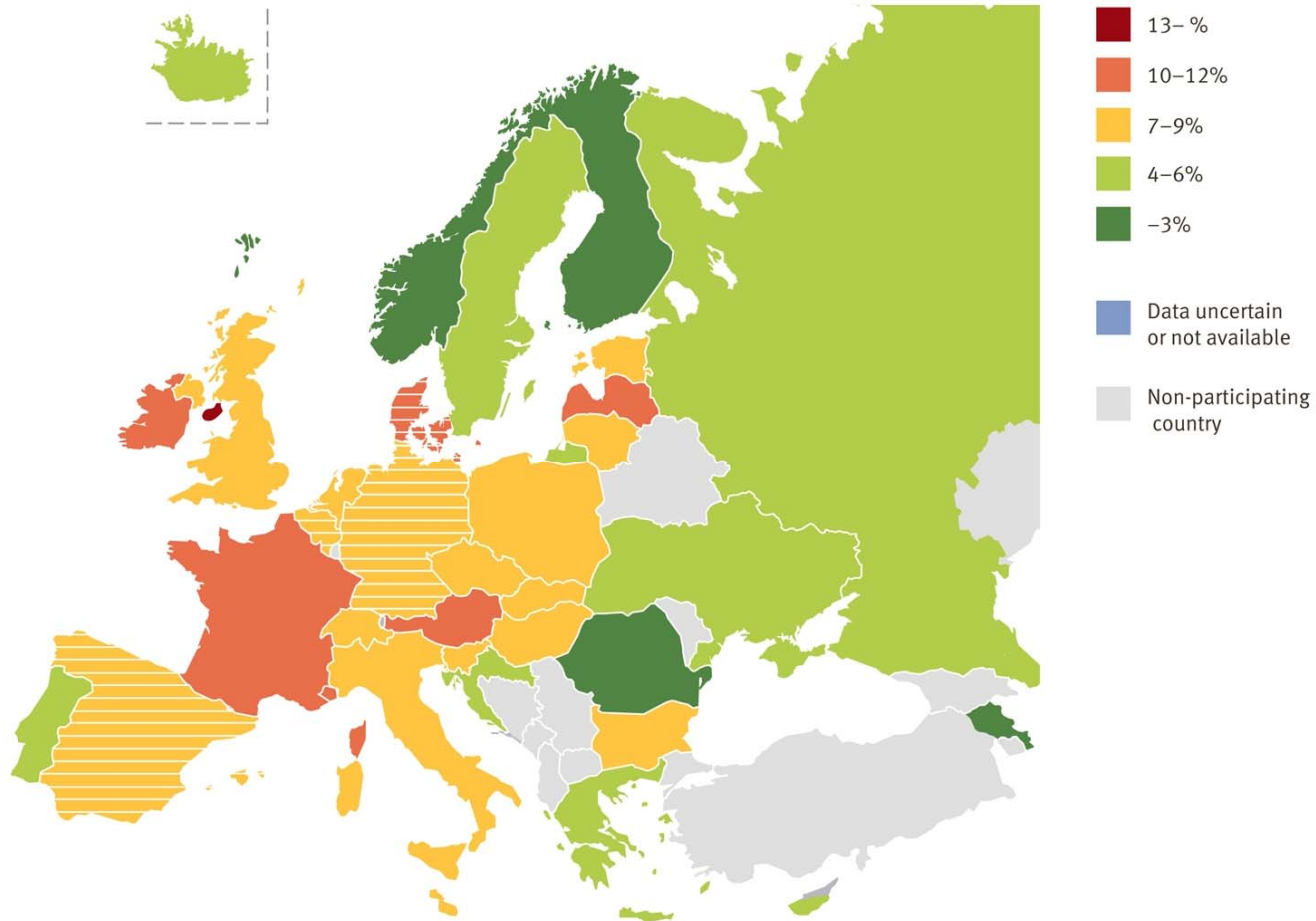 13– %
10–12%
7–9%
4–6%
–3%
Data uncertain
or not available
Non-participating
country